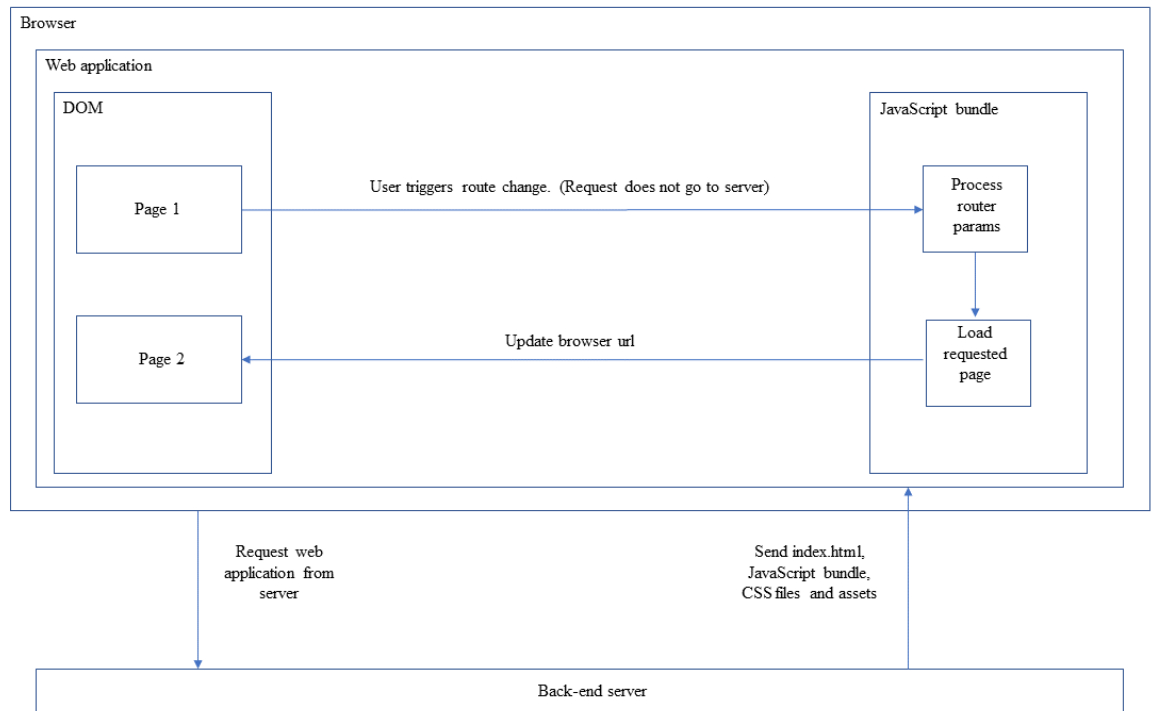 Browser
Web application
DOM
JavaScript bundle
Page 1
User triggers route change. (Request does not go to server)
Process
router
params
Page 2
Update browser url
Load
requested
page
Request web
application from
server
Send index.html,
JavaScript bundle,
CSS files and assets
Back-end server